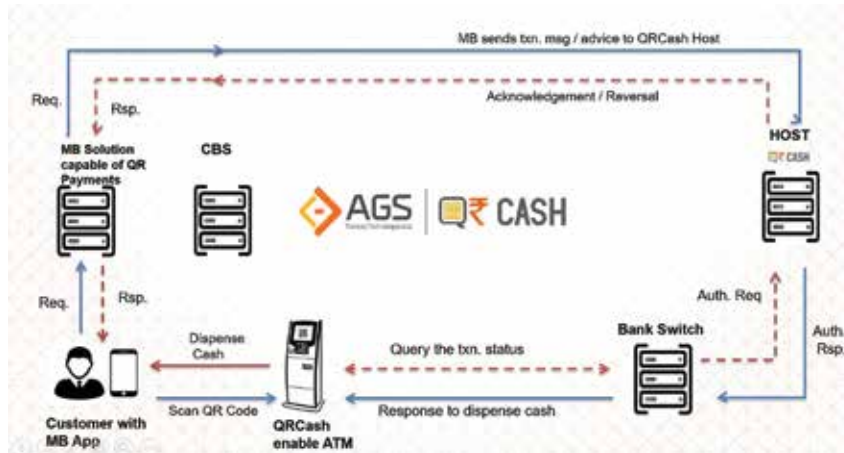 MB sends txn. msg / advice to QRCash Host
Req.
Rsp.
Acknowledgement / Reversal
MB Solution
capable of QR
Payments
CBS
HOST
QR CASH
AGS
QR CASH
Req.
Rsp.
Auth. Req
Auth.
Rsp.
Dispense
Cash
Query the txn. status
Bank Switch
Scan QR Code
Response to dispense cash
Customer with
MB App
QRCash
enable ATM